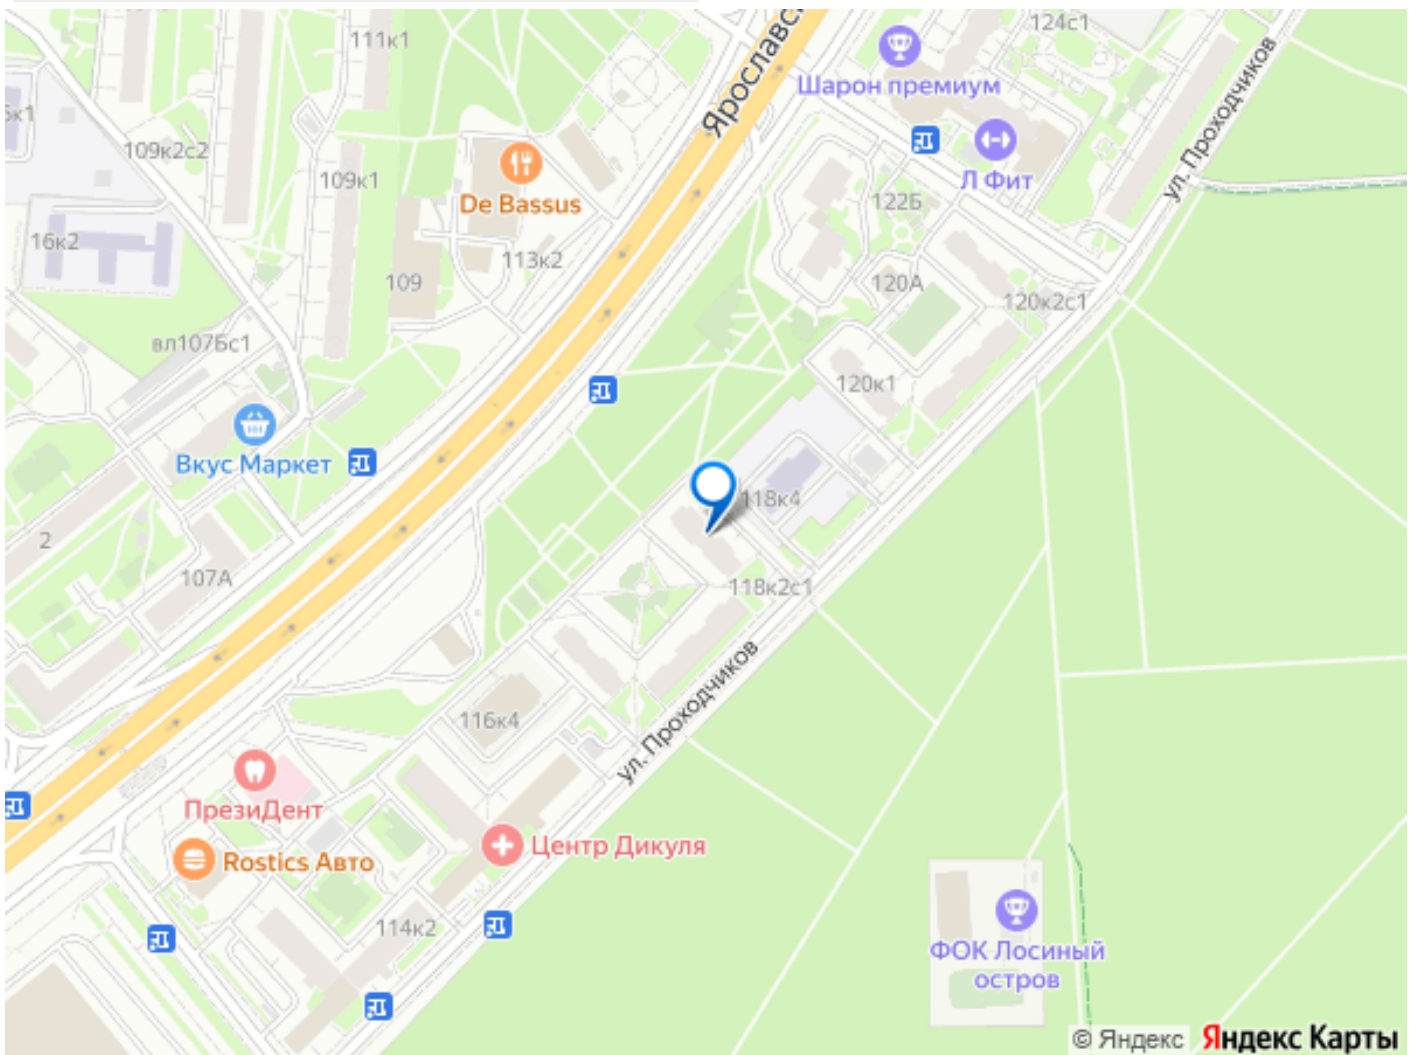 111к1
124с1
Ярославс
Шарон премиум
5к1
109к2с2
109к1
De Bassus
Л Фит
ул. Проходчиков
122Б
16к2
113к2
109
120А
120к2с1
вл107Бс1
120к1
Вкус Маркет
118к4
2
107А
118к2с1
ул. Проходчиков
116к4
ПрезиДент
Центр Дикуля
Rostics Авто
114к2
ФОК Лосиный
остров
© Яндекс Яндекс Карты